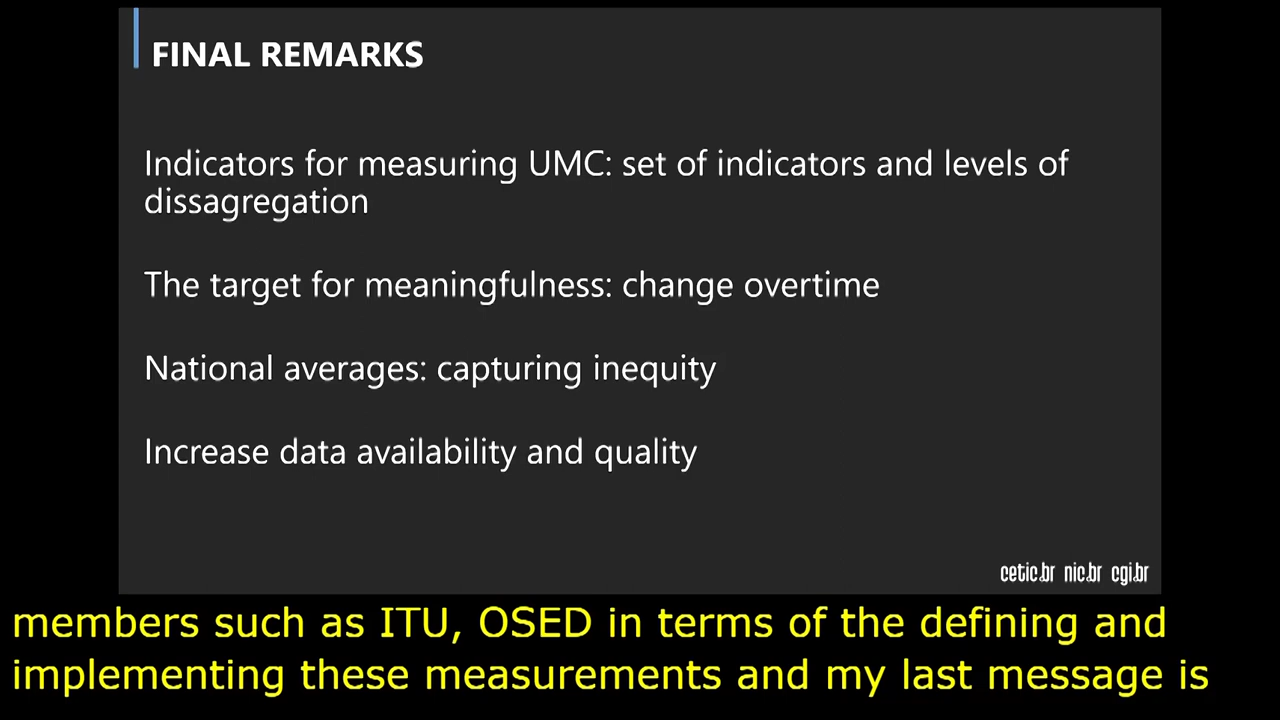 FINAL REMARKS
Indicators for measuring UMC: set of indicators and levels of
dissagregation
The target for meaningfulness: change overtime
National averages: capturing inequity
Increase data availability and quality
cetic.br nic.br cgi.br
members such as ITU, OSED in terms of the defining and
implementing these measurements and my last message is